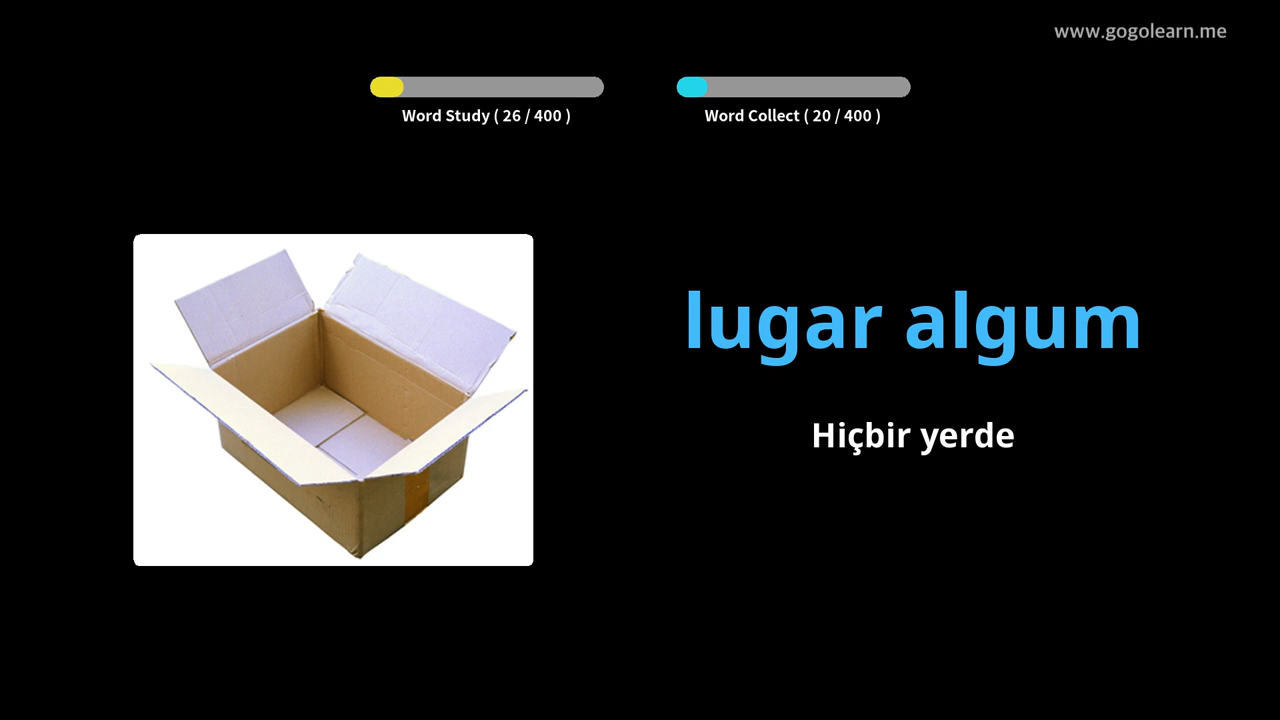 www.gogolearn.me
Word Study ( 26 / 400 )
Word Collect ( 20 / 400 )
lugar algum
Hiçbir yerde